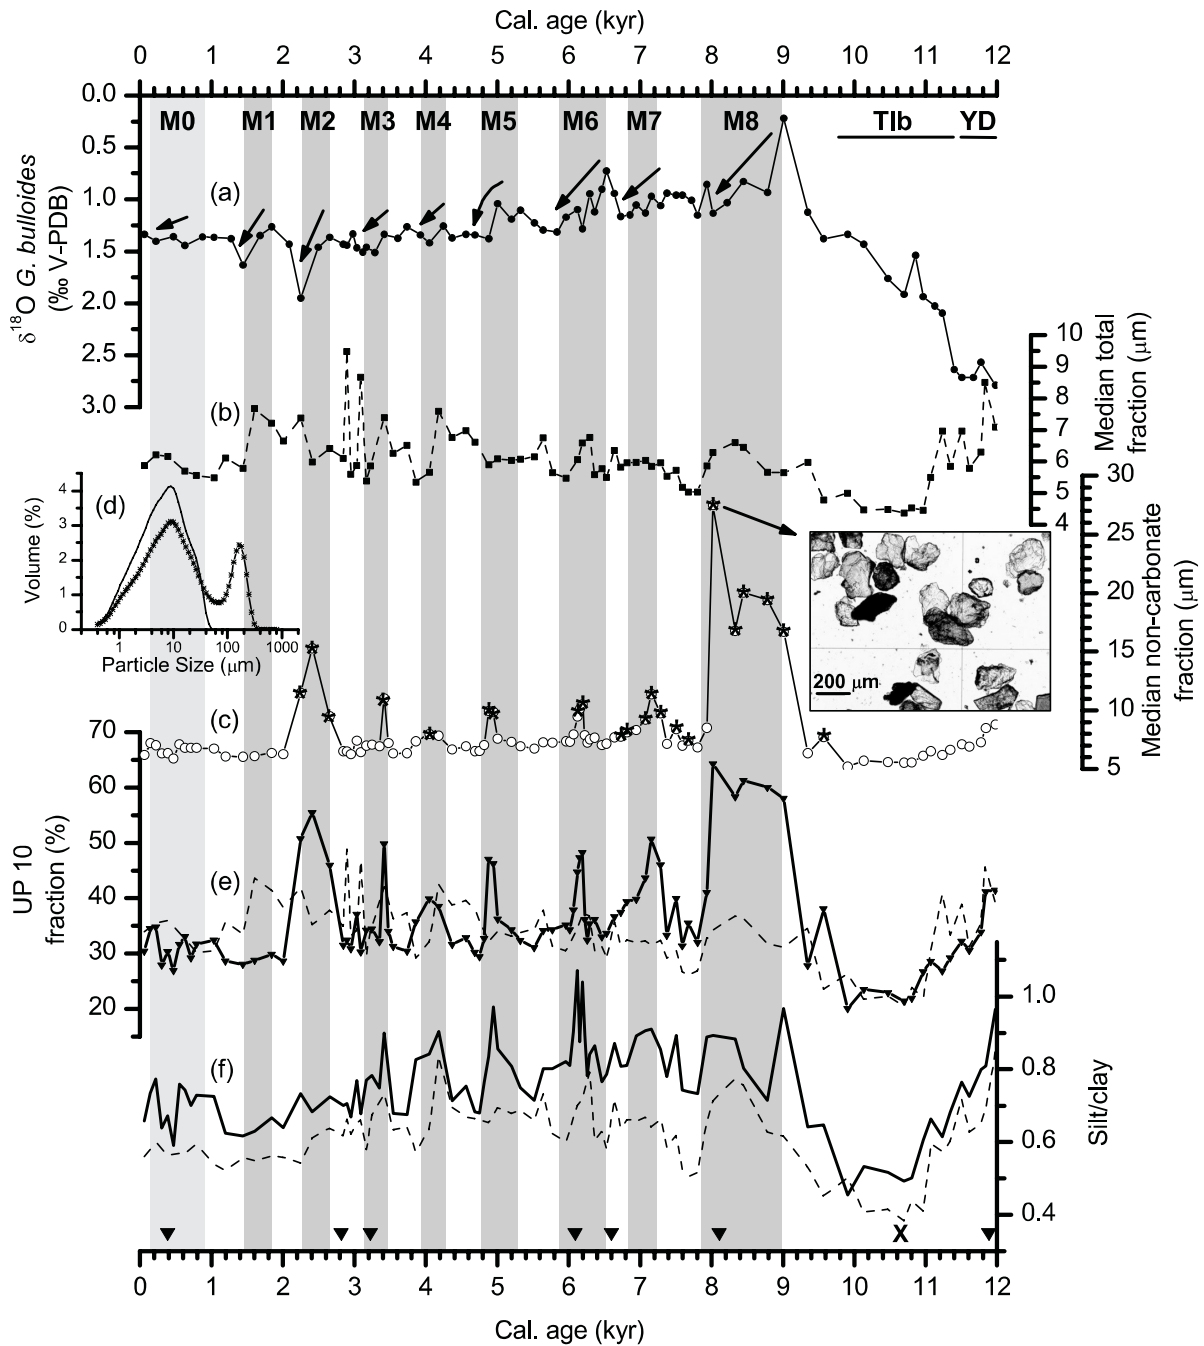 Cal. age (kyr)
0 1 2 3 4 5 6 7 8 9 10 11 12
0.0
0.5
1.0
1.5
2.0
2.5
3.0
δ18O G. bulloides
(‰ V-PDB)
M0 M1 M2 M3 M4 M5 M6 M7 M8 TIb YD
(a)
10
9
8
7
6
5
4
Median total
fraction (μm)
(b)
30
25
20
15
10
5
Median non-carbonate
fraction (μm)
(d)
4
3
2
1
0
Volume (%)
1 10 100 1000
Particle Size (μm)
200 μm
(c)
70
60
50
40
30
20
UP 10
fraction (%)
(e)
1.0
0.8
0.6
0.4
Silt/clay
(f)
X
0 1 2 3 4 5 6 7 8 9 10 11 12
Cal. age (kyr)